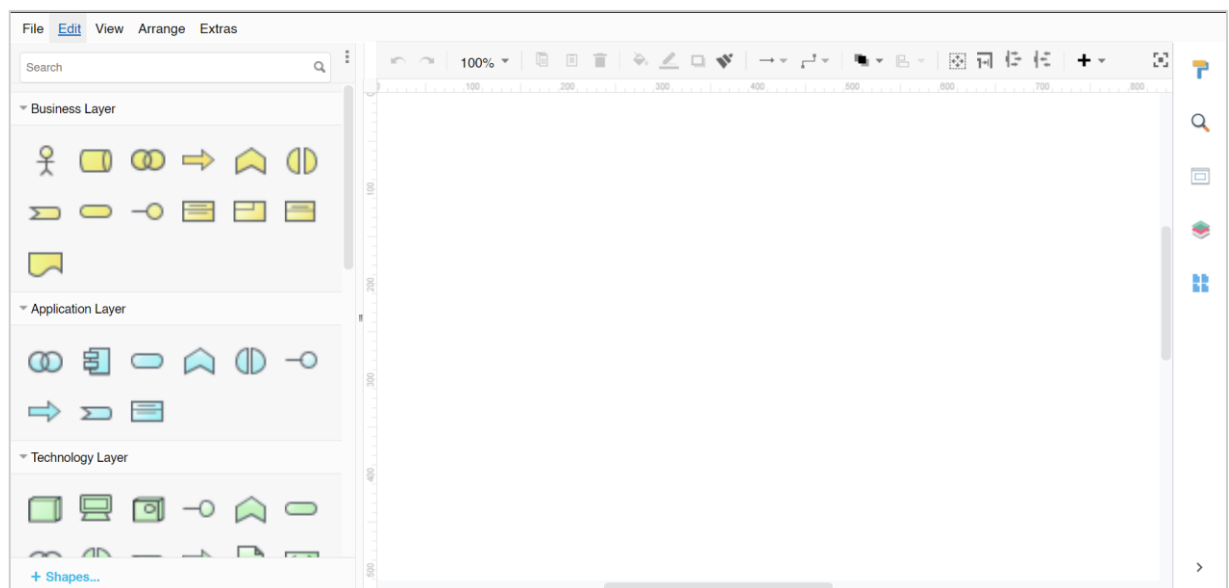 File Edit View Arrange Extras
Search
100%
100 200 300 400 500 600 700 800
Business Layer
100
200
Application Layer
300
Technology Layer
400
500
+ Shapes...